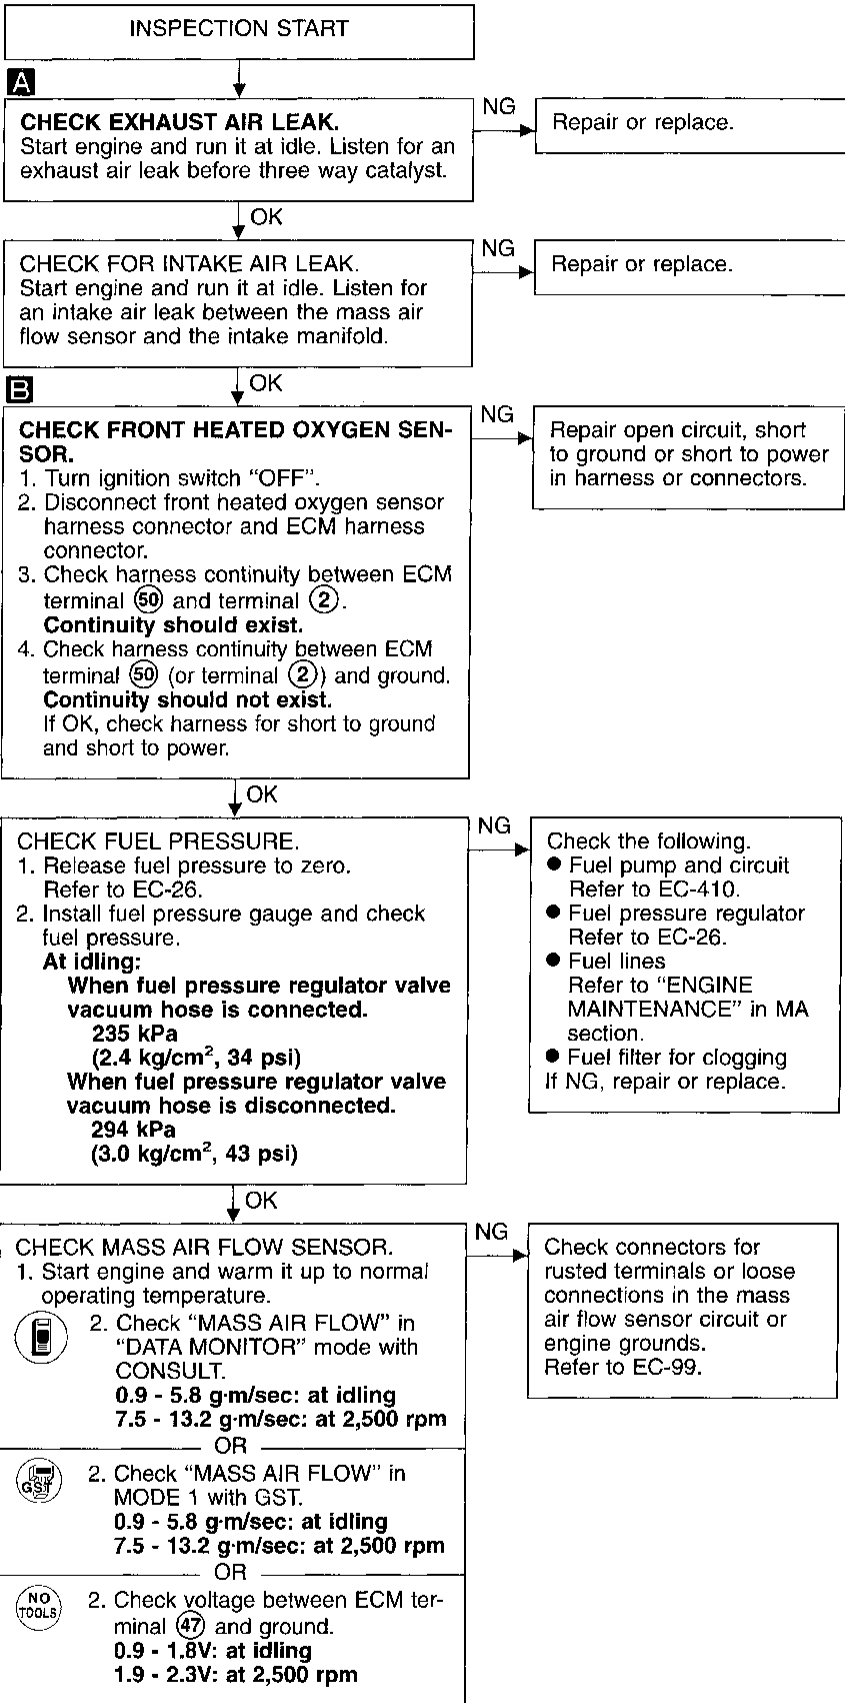 INSPECTION START
A
CHECK EXHAUST AIR LEAK.
Start engine and run it at idle. Listen for an
exhaust air leak before three way catalyst.
NG
Repair or replace.
OK
CHECK FOR INTAKE AIR LEAK.
Start engine and run it at idle. Listen for
an intake air leak between the mass air
flow sensor and the intake manifold.
NG
Repair or replace.
OK
B
CHECK FRONT HEATED OXYGEN SEN-
SOR.
1. Turn ignition switch “OFF”.
2. Disconnect front heated oxygen sensor
harness connector and ECM harness
connector.
3. Check harness continuity between ECM
terminal 50 and terminal 2.
Continuity should exist.
4. Check harness continuity between ECM
terminal 50 (or terminal 2) and ground.
Continuity should not exist.
If OK, check harness for short to ground
and short to power.
NG
Repair open circuit, short
to ground or short to power
in harness or connectors.
OK
CHECK FUEL PRESSURE.
1. Release fuel pressure to zero.
Refer to EC-26.
2. Install fuel pressure gauge and check
fuel pressure.
At idling:
When fuel pressure regulator valve
vacuum hose is connected.
235 kPa
(2.4 kg/cm², 34 psi)
When fuel pressure regulator valve
vacuum hose is disconnected.
294 kPa
(3.0 kg/cm², 43 psi)
NG
Check the following.
● Fuel pump and circuit
Refer to EC-410.
● Fuel pressure regulator
Refer to EC-26.
● Fuel lines
Refer to “ENGINE
MAINTENANCE” in MA
section.
● Fuel filter for clogging
If NG, repair or replace.
OK
CHECK MASS AIR FLOW SENSOR.
1. Start engine and warm it up to normal
operating temperature.
2. Check “MASS AIR FLOW” in
“DATA MONITOR” mode with
CONSULT.
0.9 - 5.8 g·m/sec: at idling
7.5 - 13.2 g·m/sec: at 2,500 rpm
OR
GST
2. Check “MASS AIR FLOW” in
MODE 1 with GST.
0.9 - 5.8 g·m/sec: at idling
7.5 - 13.2 g·m/sec: at 2,500 rpm
OR
NO
TOOLS
2. Check voltage between ECM ter-
minal 47 and ground.
0.9 - 1.8V: at idling
1.9 - 2.3V: at 2,500 rpm
NG
Check connectors for
rusted terminals or loose
connections in the mass
air flow sensor circuit or
engine grounds.
Refer to EC-99.